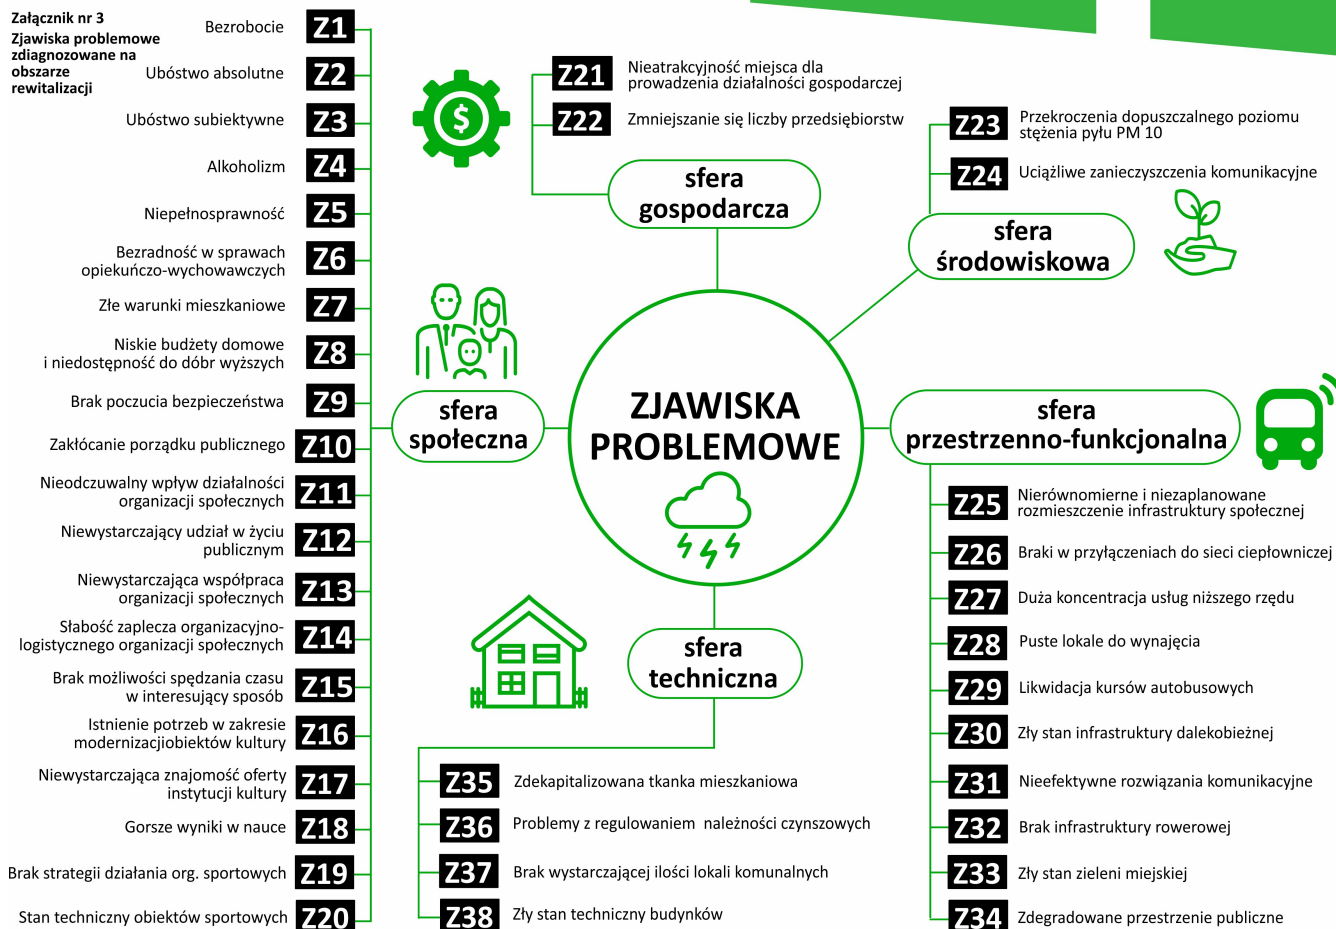 Załącznik nr 3
Zjawiska problemowe
zdiagnozowane na
obszarze
rewitalizacji
Bezrobocie Z1
Ubóstwo absolutne Z2
Ubóstwo subiektywne Z3
Alkoholizm Z4
Niepełnosprawność Z5
Bezradność w sprawach
opiekuńczo-wychowawczych Z6
Złe warunki mieszkaniowe Z7
Niskie budżety domowe
i niedostępność do dóbr wyższych Z8
Brak poczucia bezpieczeństwa Z9
Zakłócanie porządku publicznego Z10
Nieodczuwalny wpływ działalności
organizacji społecznych Z11
Niewystarczający udział w życiu
publicznym Z12
Niewystarczająca współpraca
organizacji społecznych Z13
Słabość zaplecza organizacyjno-
logistycznego organizacji społecznych Z14
Brak możliwości spędzania czasu
w interesujący sposób Z15
Istnienie potrzeb w zakresie
modernizacjiobiektów kultury Z16
Niewystarczająca znajomość oferty
instytucji kultury Z17
Gorsze wyniki w nauce Z18
Brak strategii działania org. sportowych Z19
Stan techniczny obiektów sportowych Z20
sfera
społeczna
$
Z21 Nieatrakcyjność miejsca dla
prowadzenia działalności gospodarczej
Z22 Zmniejszanie się liczby przedsiębiorstw
sfera
gospodarcza
Z23 Przekroczenia dopuszczalnego poziomu
stężenia pyłu PM 10
Z24 Uciążliwe zanieczyszczenia komunikacyjne
sfera
środowiskowa
ZJAWISKA
PROBLEMOWE
sfera
przestrzenno-funkcjonalna
Z25 Nierównomierne i niezaplanowane
rozmieszczenie infrastruktury społecznej
Z26 Braki w przyłączeniach do sieci ciepłowniczej
Z27 Duża koncentracja usług niższego rzędu
Z28 Puste lokale do wynajęcia
Z29 Likwidacja kursów autobusowych
Z30 Zły stan infrastruktury dalekobieżnej
Z31 Nieefektywne rozwiązania komunikacyjne
Z32 Brak infrastruktury rowerowej
Z33 Zły stan zieleni miejskiej
Z34 Zdegradowane przestrzenie publiczne
sfera
techniczna
Z35 Zdekapitalizowana tkanka mieszkaniowa
Z36 Problemy z regulowaniem należności czynszowych
Z37 Brak wystarczającej ilości lokali komunalnych
Z38 Zły stan techniczny budynków